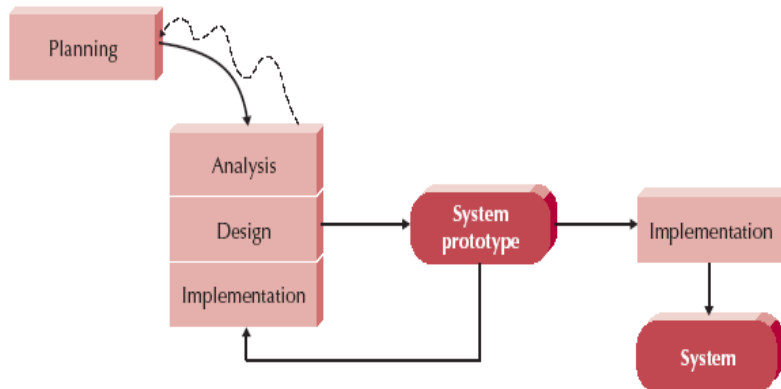 Planning
Analysis
Design
Implementation
System
prototype
Implementation
System